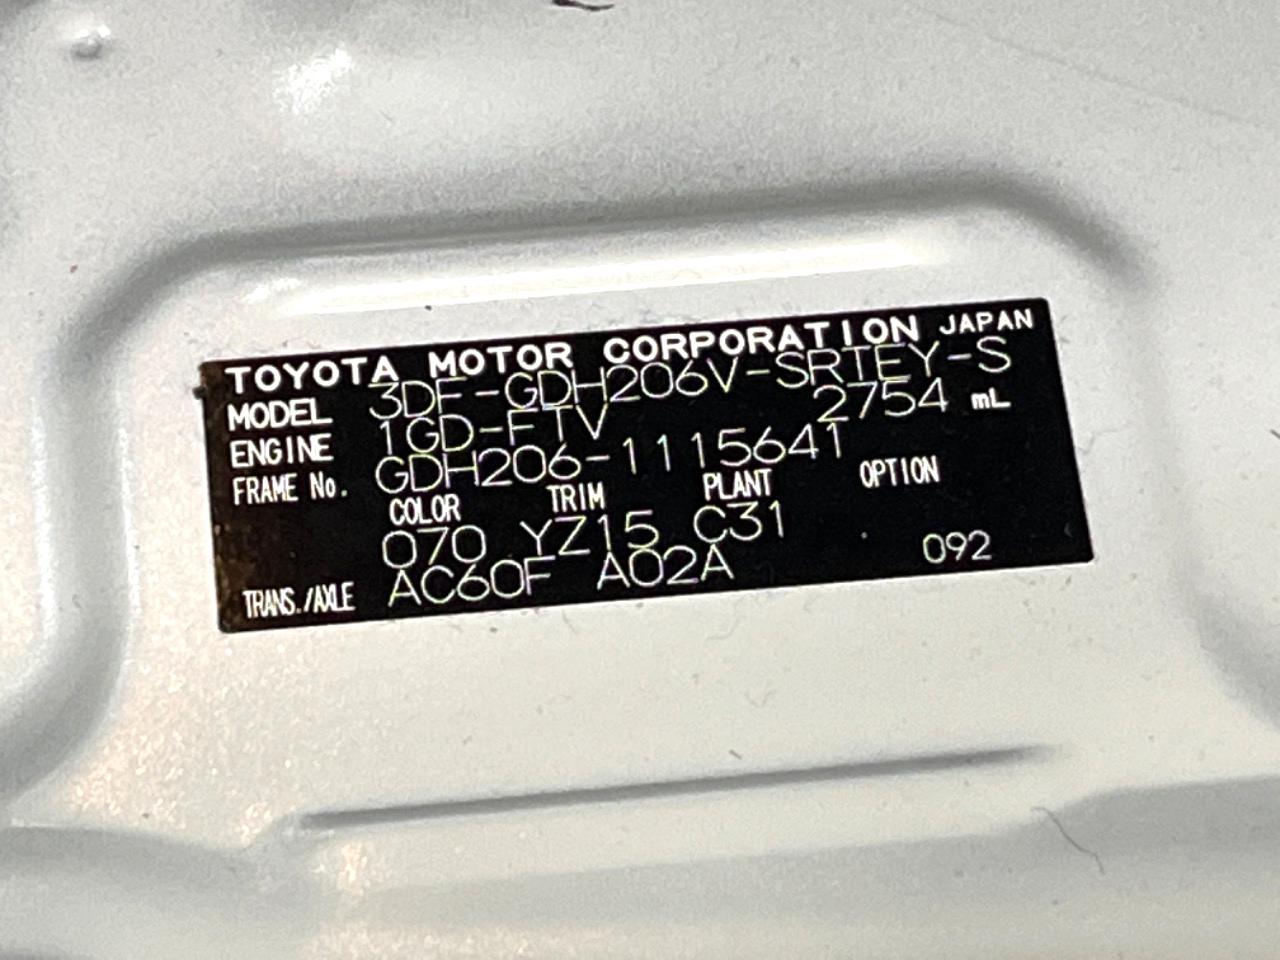 TOYOTA MOTOR CORPORATION JAPAN
MODEL 3DF-GDH206V-SRTEY-S
ENGINE 1GD-FTV 2754 mL
FRAME No. GDH206-1115641
COLOR TRIM PLANT OPTION
070 YZ15 C31
TRANS./AXLE AC60F A02A 092